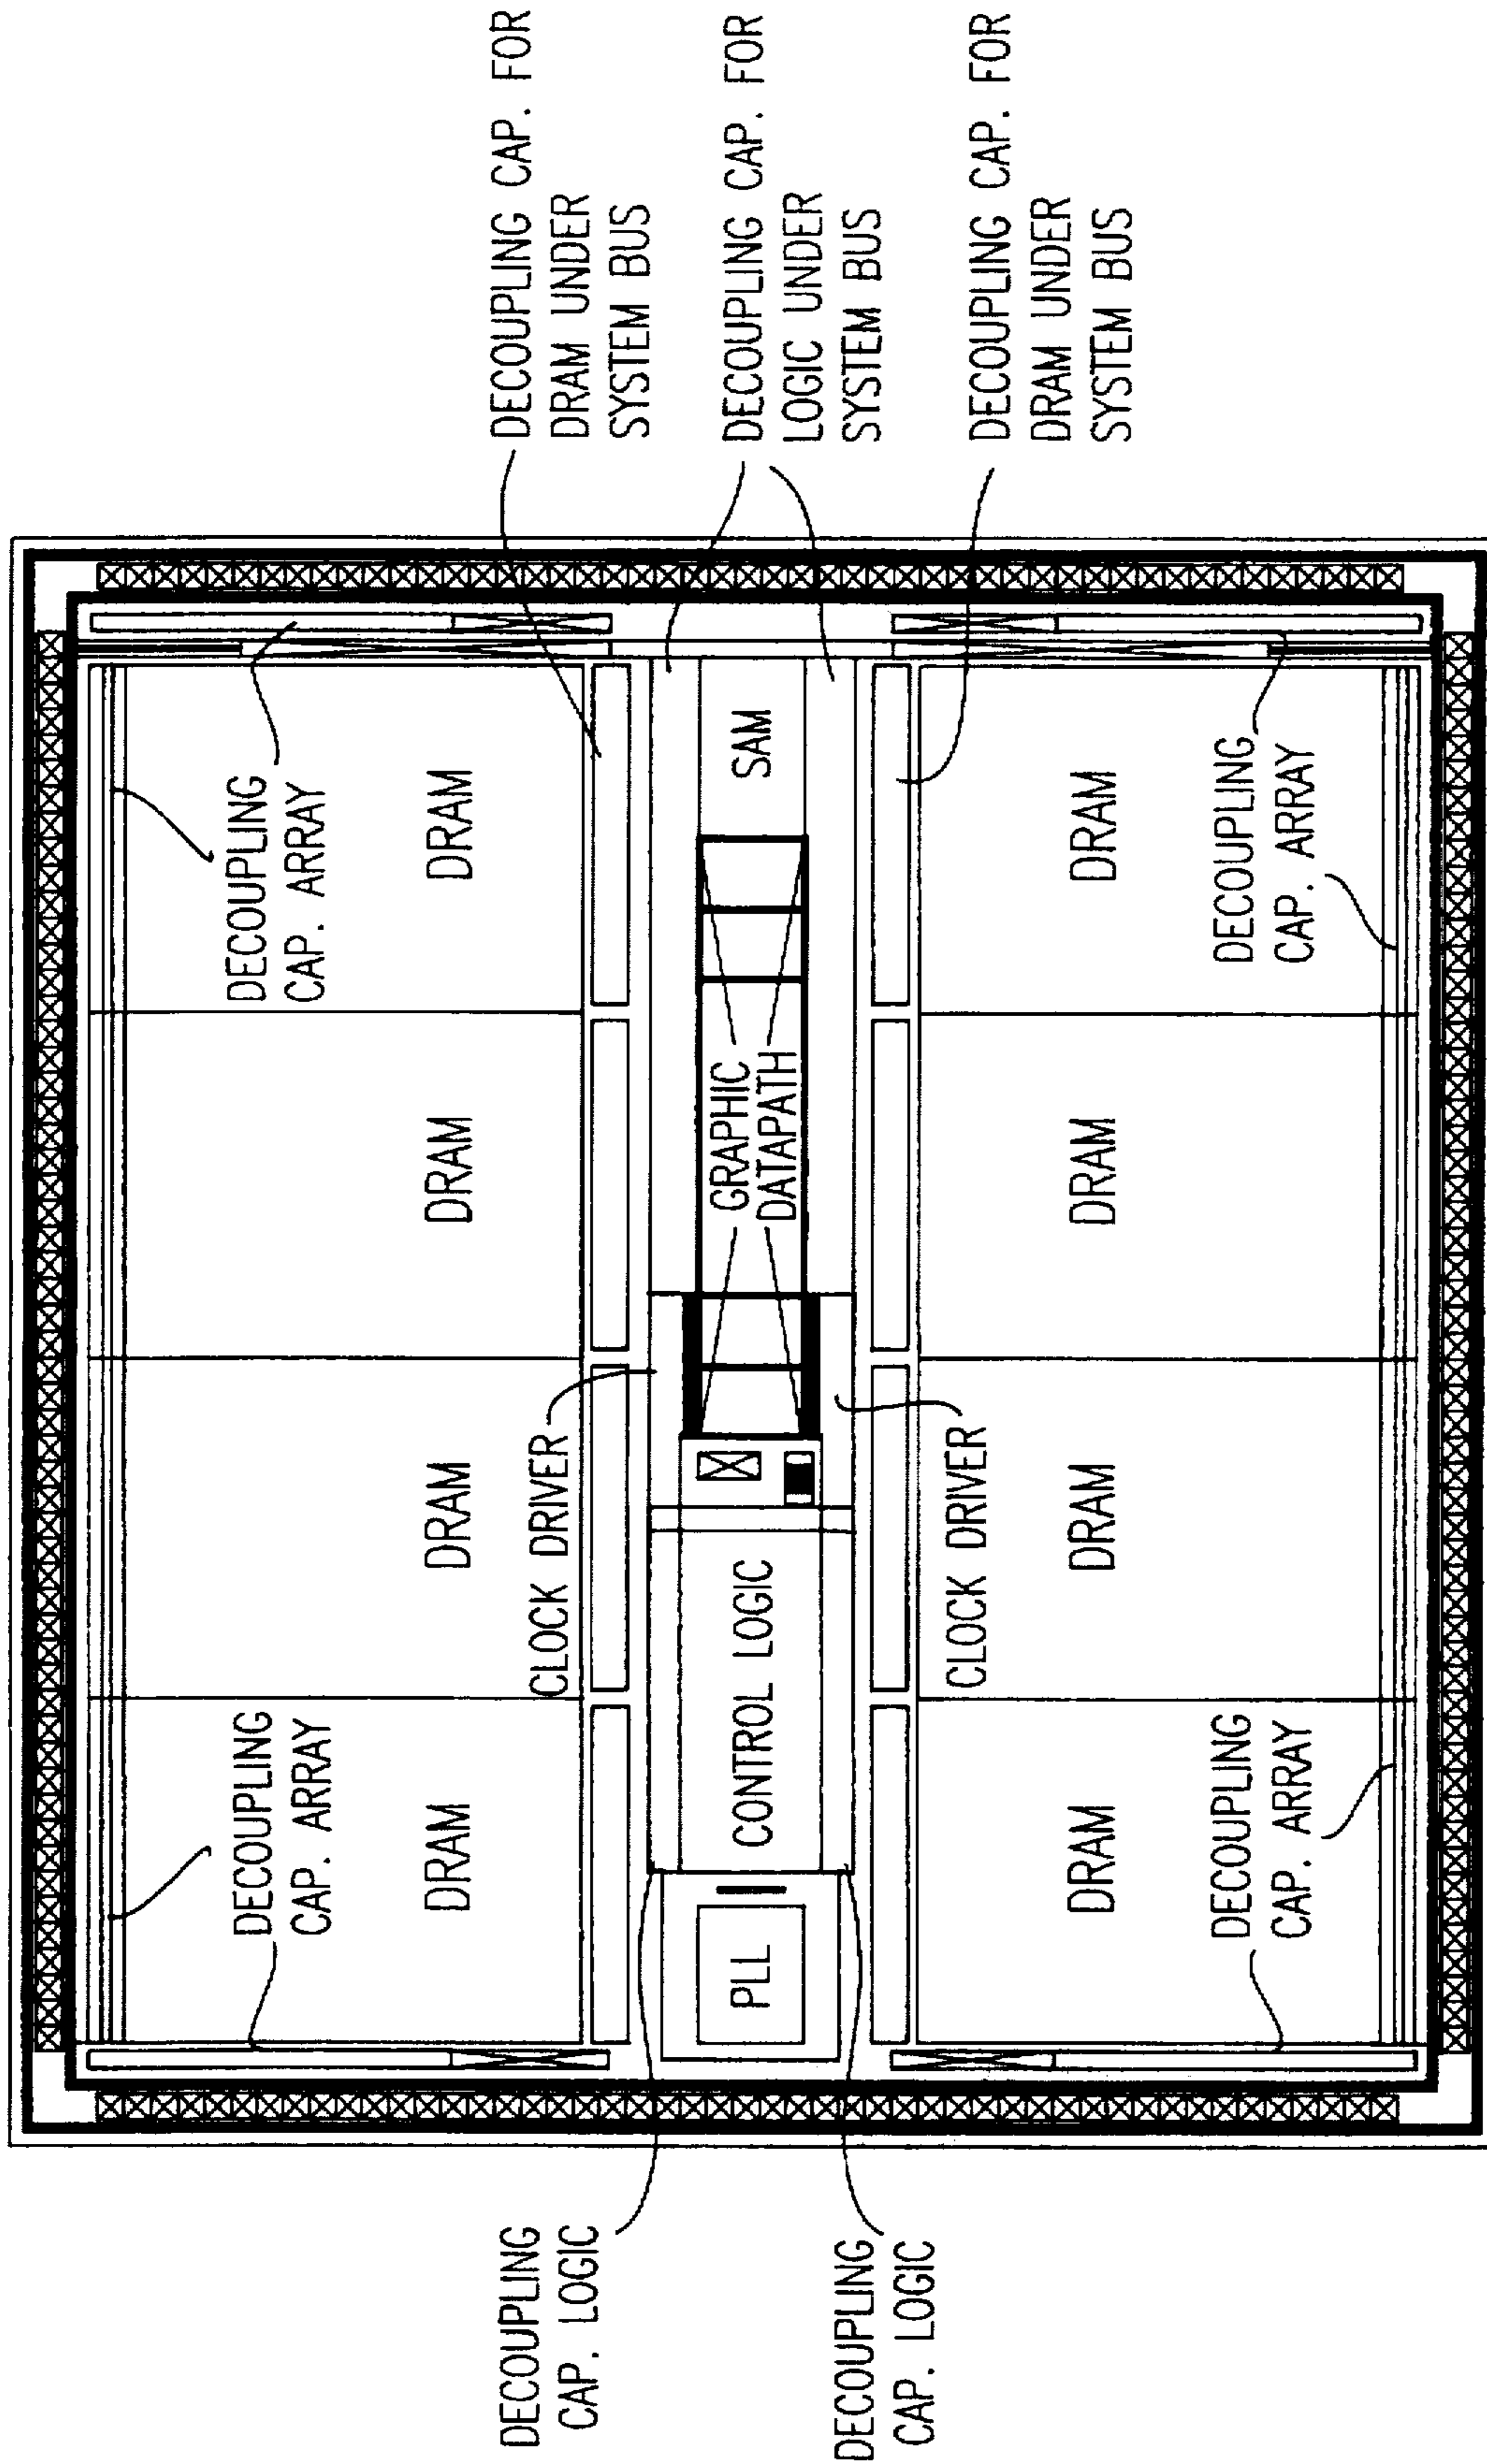 DECOUPLING
CAP. LOGIC
DECOUPLING
CAP. LOGIC
DECOUPLING
CAP. ARRAY
DECOUPLING
CAP. ARRAY
DRAM
DRAM
DRAM
DRAM
CLOCK DRIVER
PLL
CONTROL LOGIC
GRAPHIC
DATAPATH
SAM
CLOCK DRIVER
DRAM
DRAM
DRAM
DRAM
DECOUPLING
CAP. ARRAY
DECOUPLING
CAP. ARRAY
DECOUPLING CAP. FOR
DRAM UNDER
SYSTEM BUS
DECOUPLING CAP. FOR
LOGIC UNDER
SYSTEM BUS
DECOUPLING CAP. FOR
DRAM UNDER
SYSTEM BUS